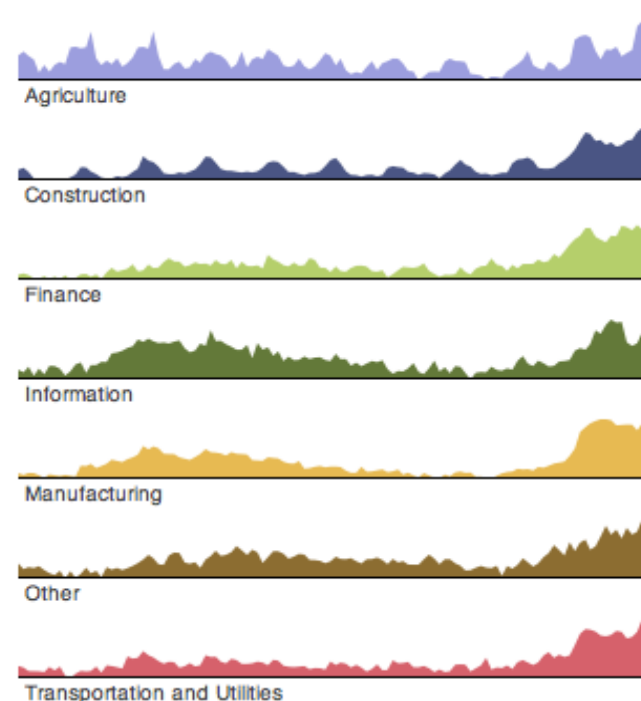 Agriculture
Construction
Finance
Information
Manufacturing
Other
Transportation and Utilities